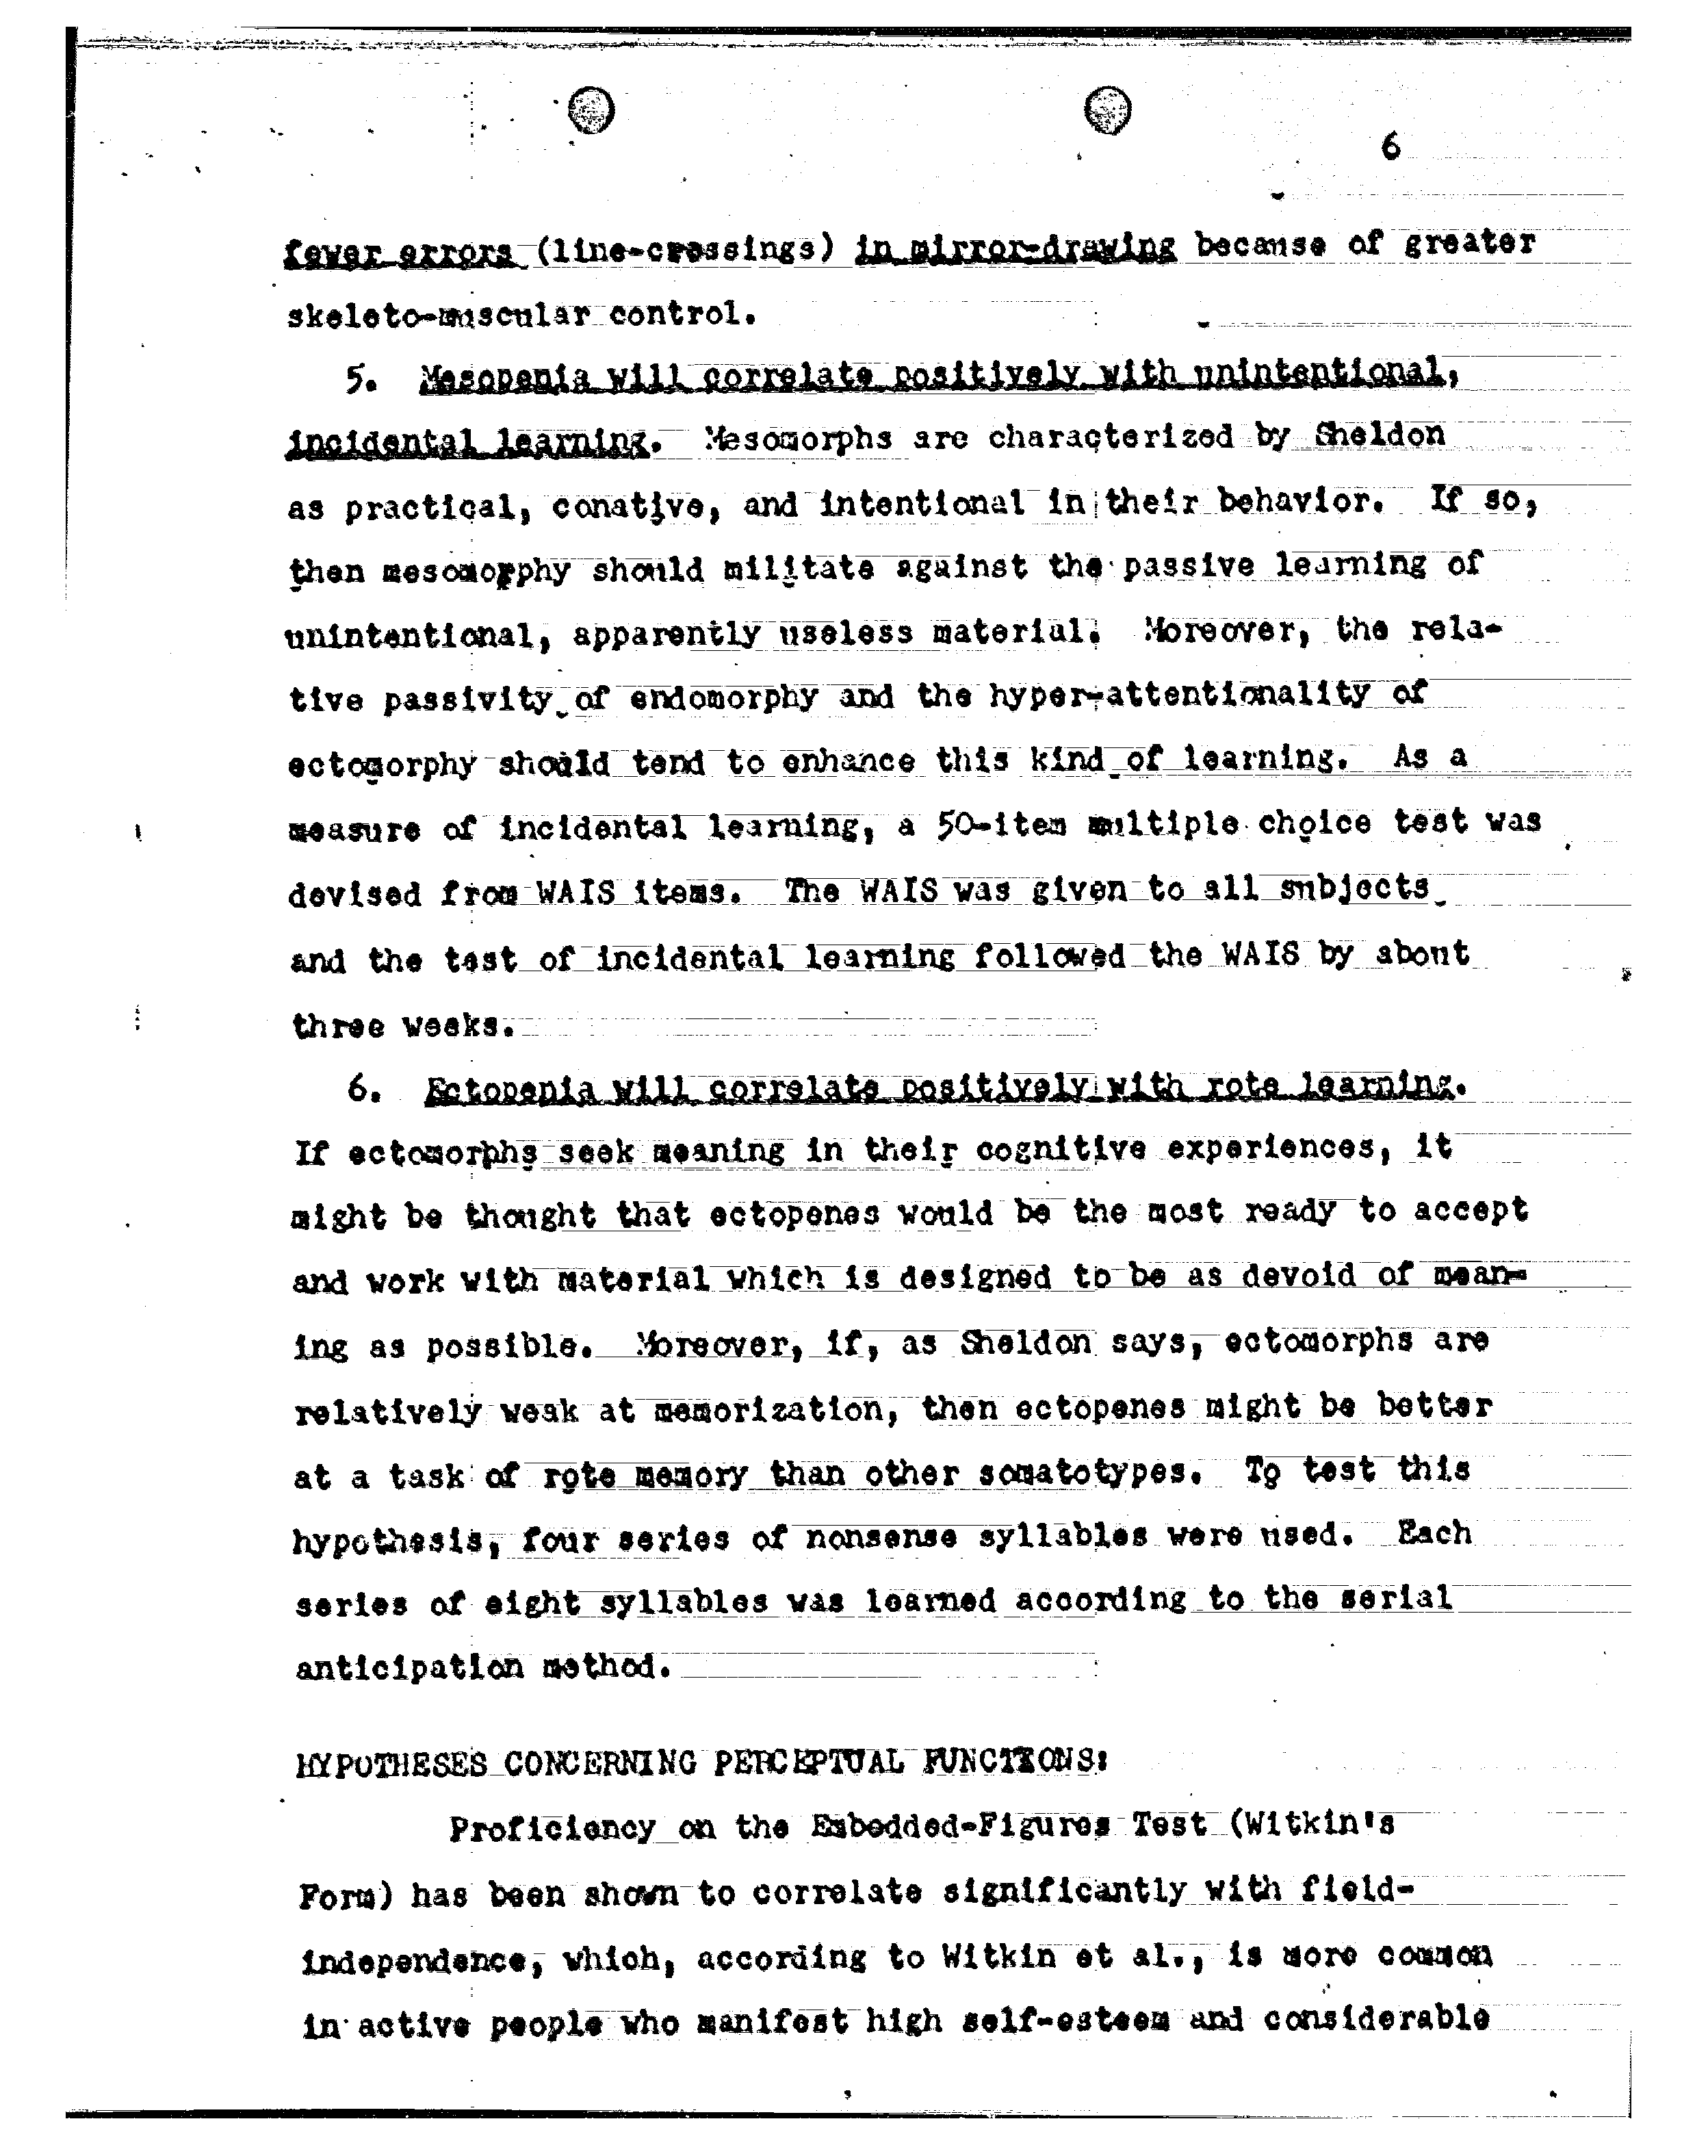 6
fewer errors (line-crossings) in mirror-drawing because of greater
skeleto-muscular control.
5. Mesopenia will correlate positively with unintentional,
incidental learning. Mesomorphs are characterized by Sheldon
as practical, conative, and intentional in their behavior. If so,
then mesomorphy should militate against the passive learning of
unintentional, apparently useless material. Moreover, the rela-
tive passivity of endomorphy and the hyper-attentionality of
ectomorphy should tend to enhance this kind of learning. As a
measure of incidental learning, a 50-item multiple choice test was
devised from WAIS items. The WAIS was given to all subjects
and the test of incidental learning followed the WAIS by about
three weeks.
6. Ectopenia will correlate positively with rote learning.
If ectomorphs seek meaning in their cognitive experiences, it
might be thought that ectopenes would be the most ready to accept
and work with material which is designed to be as devoid of mean-
ing as possible. Moreover, if, as Sheldon says, ectomorphs are
relatively weak at memorization, then ectopenes might be better
at a task of rote memory than other somatotypes. To test this
hypothesis, four series of nonsense syllables were used. Each
series of eight syllables was learned according to the serial
anticipation method.
HYPOTHESES CONCERNING PERCEPTUAL FUNCTIONS:
Proficiency on the Embedded-Figures Test (Witkin's
Form) has been shown to correlate significantly with field-
independence, which, according to Witkin et al., is more common
in active people who manifest high self-esteem and considerable